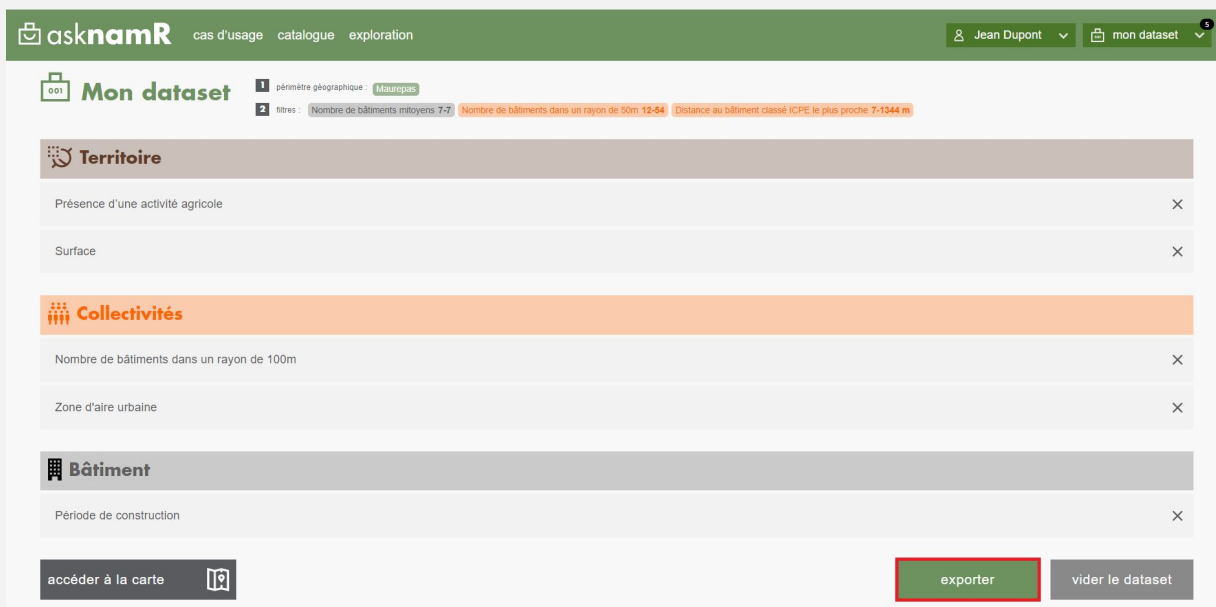 asknamR cas d'usage catalogue exploration Jean Dupont mon dataset 5
001 Mon dataset 1 périmètre géographique : Maurepas
2 filtres : Nombre de bâtiments mitoyens 7-7 Nombre de bâtiments dans un rayon de 50m 12-54 Distance au bâtiment classé ICPE le plus proche 7-1344 m
Territoire
Présence d'une activité agricole
Surface
Collectivités
Nombre de bâtiments dans un rayon de 100m
Zone d'aire urbaine
Bâtiment
Période de construction
accéder à la carte exporter vider le dataset